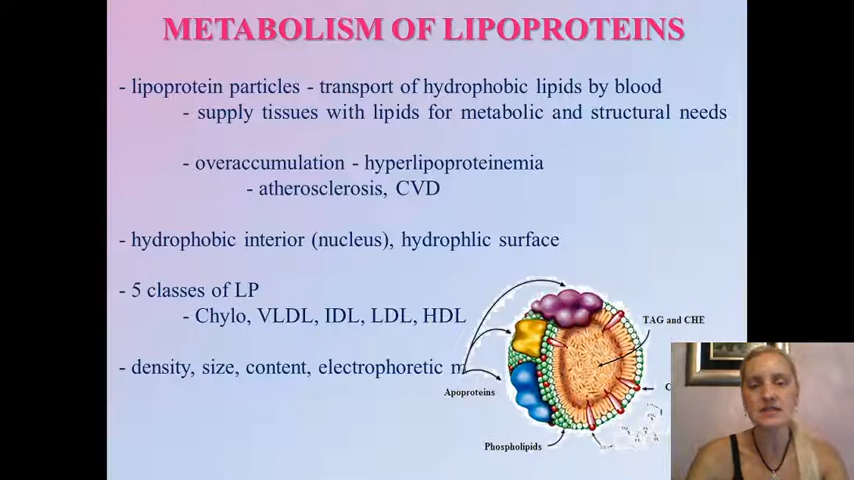 METABOLISM OF LIPOPROTEINS
- lipoprotein particles - transport of hydrophobic lipids by blood
- supply tissues with lipids for metabolic and structural needs
- overaccumulation - hyperlipoproteinemia
- atherosclerosis, CVD
- hydrophobic interior (nucleus), hydrophlic surface
- 5 classes of LP
- Chylo, VLDL, IDL, LDL, HDL
TAG and CHE
- density, size, content, electrophoretic
Apoproteins
Phospholipids